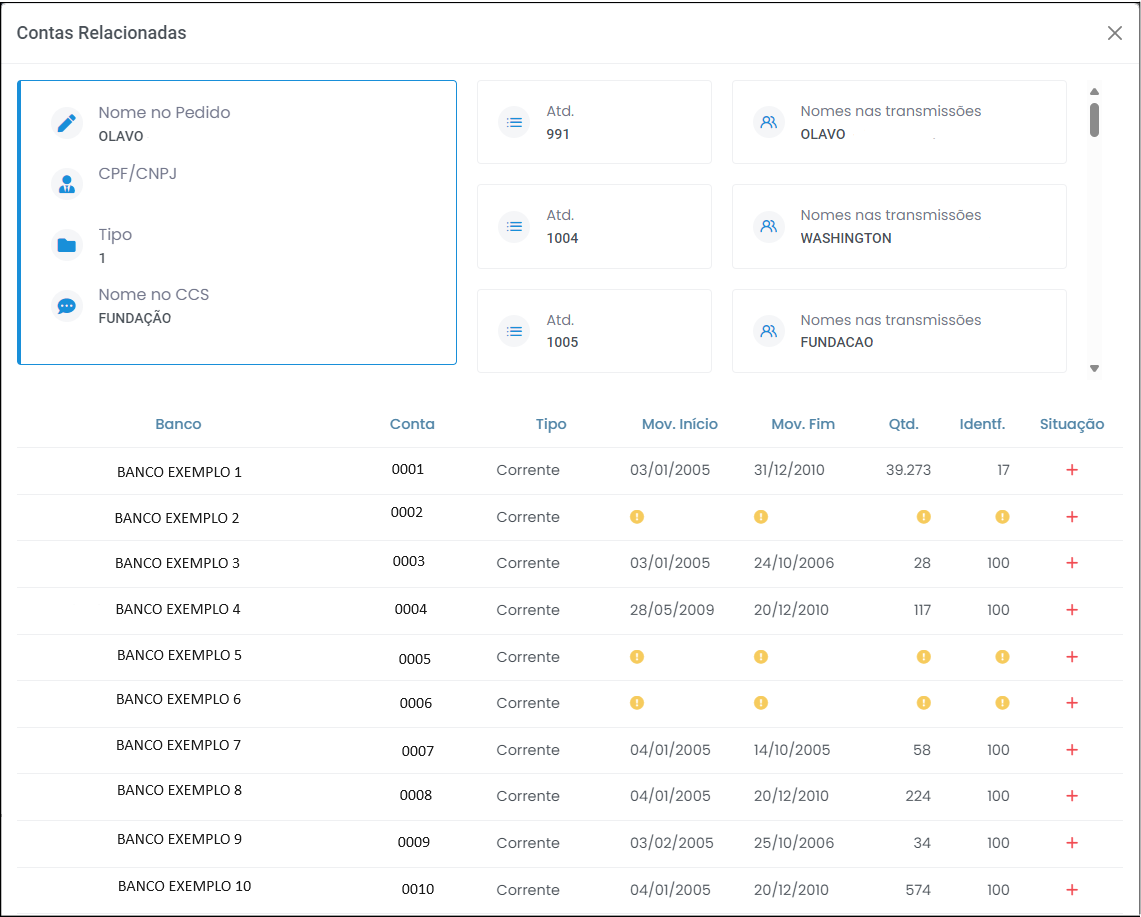 Contas Relacionadas
Nome no Pedido
OLAVO
CPF/CNPJ
Tipo
1
Nome no CCS
FUNDAÇÃO
Atd.
991
Nomes nas transmissões
OLAVO
Atd.
1004
Nomes nas transmissões
WASHINGTON
Atd.
1005
Nomes nas transmissões
FUNDACAO
Banco Conta Tipo Mov. Início Mov. Fim Qtd. Identf. Situação
BANCO EXEMPLO 1 0001 Corrente 03/01/2005 31/12/2010 39.273 17 +
BANCO EXEMPLO 2 0002 Corrente ! ! ! ! +
BANCO EXEMPLO 3 0003 Corrente 03/01/2005 24/10/2006 28 100 +
BANCO EXEMPLO 4 0004 Corrente 28/05/2009 20/12/2010 117 100 +
BANCO EXEMPLO 5 0005 Corrente ! ! ! ! +
BANCO EXEMPLO 6 0006 Corrente ! ! ! ! +
BANCO EXEMPLO 7 0007 Corrente 04/01/2005 14/10/2005 58 100 +
BANCO EXEMPLO 8 0008 Corrente 04/01/2005 20/12/2010 224 100 +
BANCO EXEMPLO 9 0009 Corrente 03/02/2005 25/10/2006 34 100 +
BANCO EXEMPLO 10 0010 Corrente 04/01/2005 20/12/2010 574 100 +